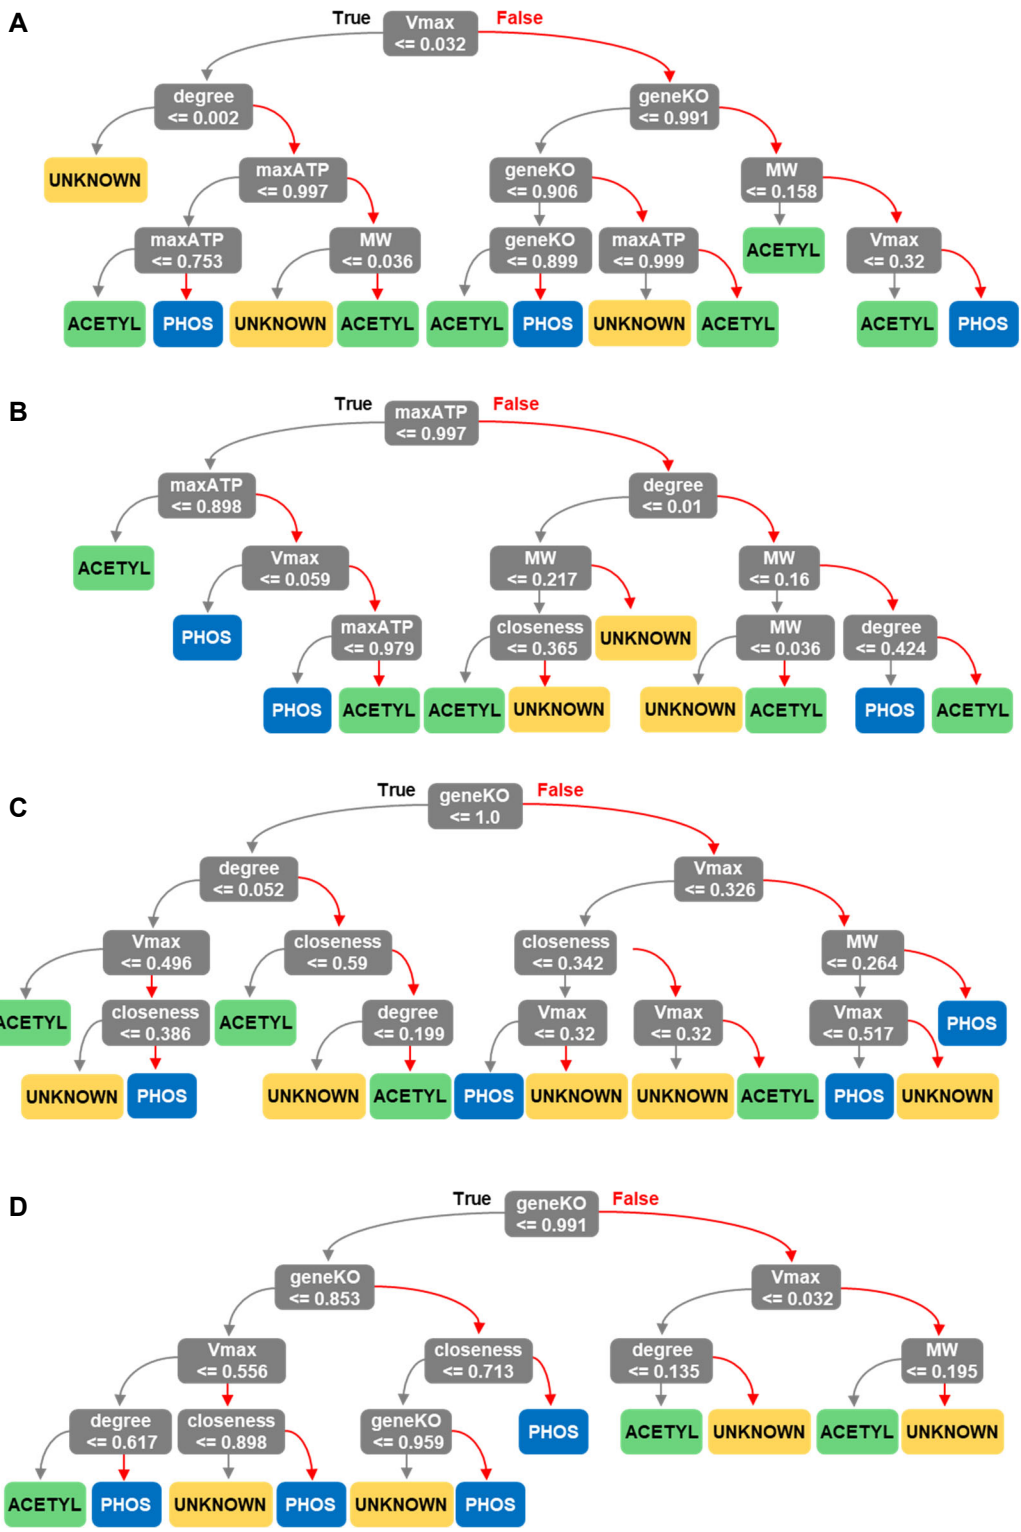 A
True
Vmax
<= 0.032
False
degree
<= 0.002
geneKO
<= 0.991
UNKNOWN
maxATP
<= 0.997
geneKO
<= 0.906
MW
<= 0.158
maxATP
<= 0.753
MW
<= 0.036
geneKO
<= 0.899
maxATP
<= 0.999
ACETYL
Vmax
<= 0.32
ACETYL
PHOS
UNKNOWN
ACETYL
ACETYL
PHOS
UNKNOWN
ACETYL
ACETYL
PHOS
B
True
maxATP
<= 0.997
False
maxATP
<= 0.898
degree
<= 0.01
ACETYL
Vmax
<= 0.059
MW
<= 0.217
MW
<= 0.16
PHOS
maxATP
<= 0.979
closeness
<= 0.365
UNKNOWN
MW
<= 0.036
degree
<= 0.424
PHOS
ACETYL
ACETYL
UNKNOWN
UNKNOWN
ACETYL
PHOS
ACETYL
C
True
geneKO
<= 1.0
False
degree
<= 0.052
Vmax
<= 0.326
Vmax
<= 0.496
closeness
<= 0.59
closeness
<= 0.342
MW
<= 0.264
ACETYL
closeness
<= 0.386
ACETYL
degree
<= 0.199
Vmax
<= 0.32
Vmax
<= 0.32
Vmax
<= 0.517
PHOS
UNKNOWN
PHOS
UNKNOWN
ACETYL
PHOS
UNKNOWN
UNKNOWN
ACETYL
PHOS
UNKNOWN
D
True
geneKO
<= 0.991
False
geneKO
<= 0.853
Vmax
<= 0.032
Vmax
<= 0.556
closeness
<= 0.713
degree
<= 0.135
MW
<= 0.195
degree
<= 0.617
closeness
<= 0.898
geneKO
<= 0.959
PHOS
ACETYL
UNKNOWN
ACETYL
UNKNOWN
ACETYL
PHOS
UNKNOWN
PHOS
UNKNOWN
PHOS